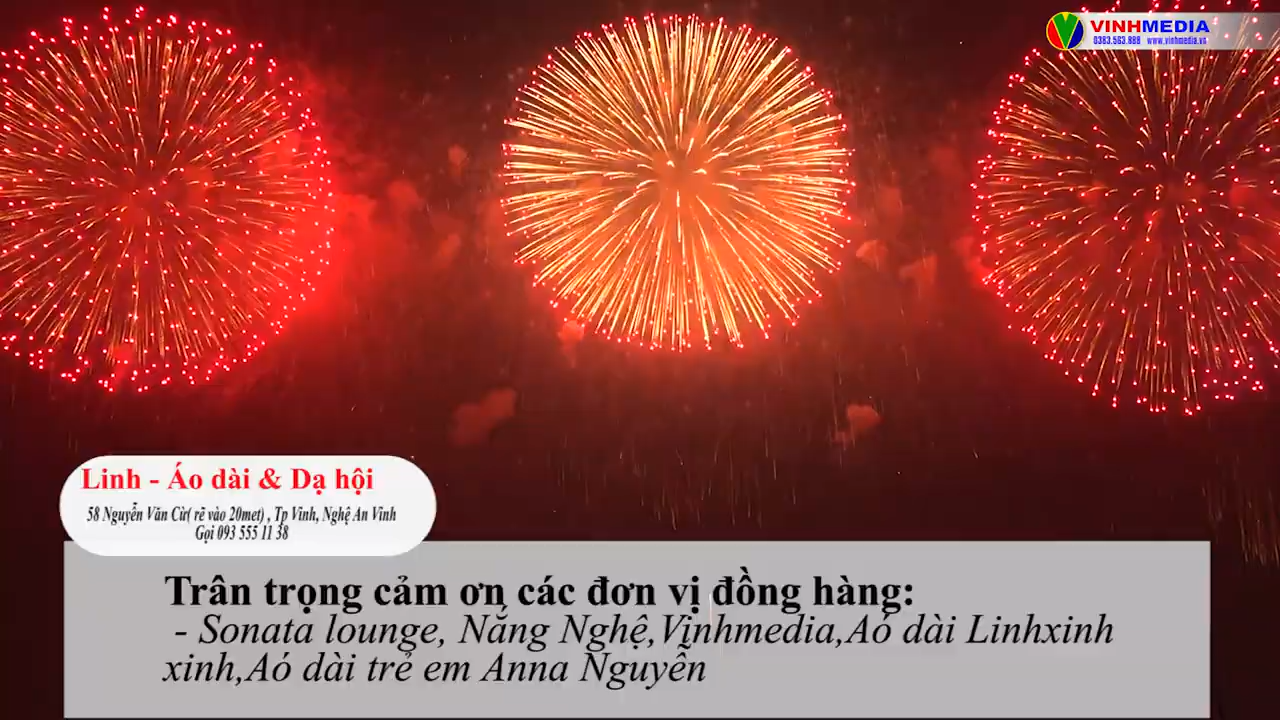 VINHMEDIA
0383.563.888 www.vinhmedia.vn
Linh - Áo dài & Dạ hội
58 Nguyễn Văn Cừ( rẽ vào 20met) , Tp Vinh, Nghệ An Vinh
Gọi 093 555 11 38
Trân trọng cảm ơn các đơn vị đồng hàng:
- Sonata lounge, Nắng Nghệ,Vinhmedia,Aó dài Linhxinh
xinh,Aó dài trẻ em Anna Nguyễn